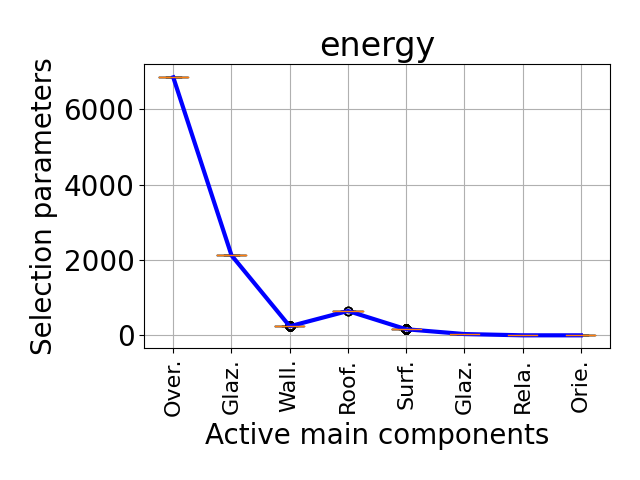 energy
Selection parameters
6000
4000
2000
0
Over.
Glaz.
Wall.
Roof.
Surf.
Glaz.
Rela.
Orie.
Active main components